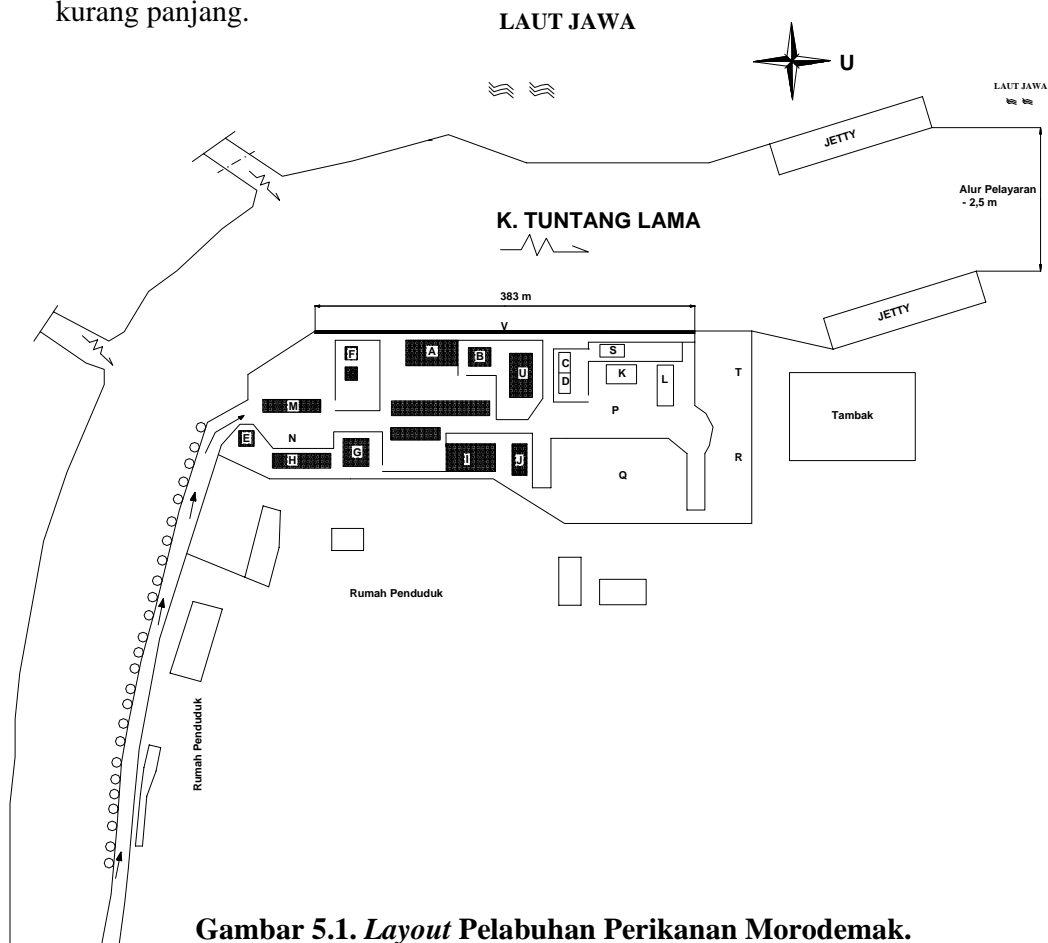 kurang panjang.
LAUT JAWA
U
LAUT JAWA
JETTY
Alur Pelayaran
- 2,5 m
K. TUNTANG LAMA
383 m
JETTY
V
F
A
B
U
C
D
S
K
L
T
M
P
Tambak
E
N
H
G
I
J
Q
R
Rumah Penduduk
Rumah Penduduk
Gambar 5.1. Layout Pelabuhan Perikanan Morodemak.